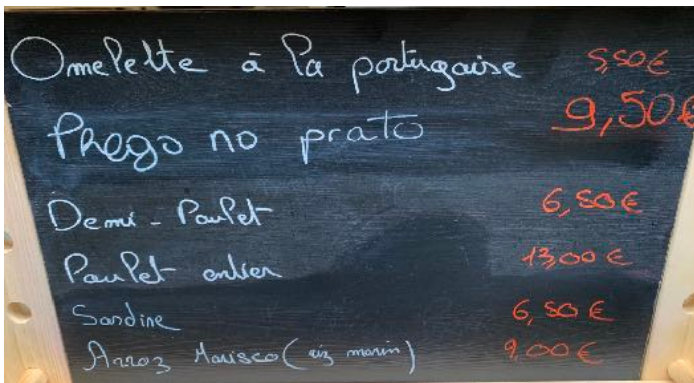 Omelette à la portugaise 5,50€
Prego no prato 9,50€
Demi-Poulet 6,50€
Poulet entier 13,00€
Sardine 6,50€
Arroz Marisco (riz marin) 9,00€